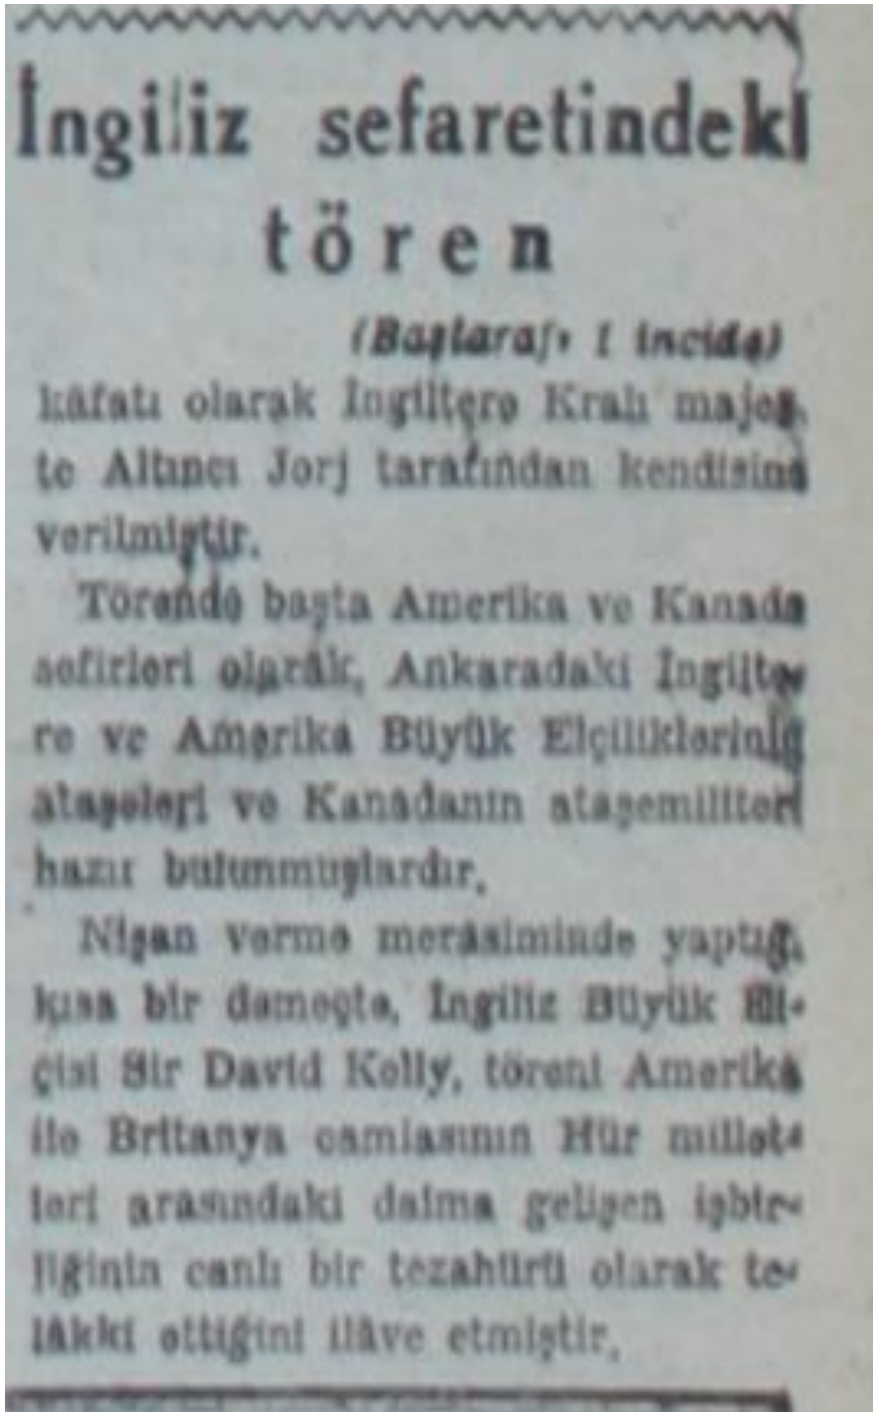 İngiliz sefaretindeki
tören
(Baştarafı 1 incide)
kâfatı olarak İngiltere Kralı majes-
te Altıncı Jorj tarafından kendisine
verilmiştir.
Törende başta Amerika ve Kanada
sefirleri olarak, Ankaradaki İngilte-
re ve Amerika Büyük Elçiliklerinin
ataşeleri ve Kanadanın ataşemiliteri
hazır bulunmuşlardır.
Nişan verme merasiminde yaptığı
kısa bir demeçte, İngiliz Büyük El-
çisi Sir David Kelly, töreni Amerika
ile Britanya camiasının Hür millet-
leri arasındaki daima gelişen işbir-
liğinin canlı bir tezahürü olarak te-
lâkki ettiğini ilâve etmiştir.